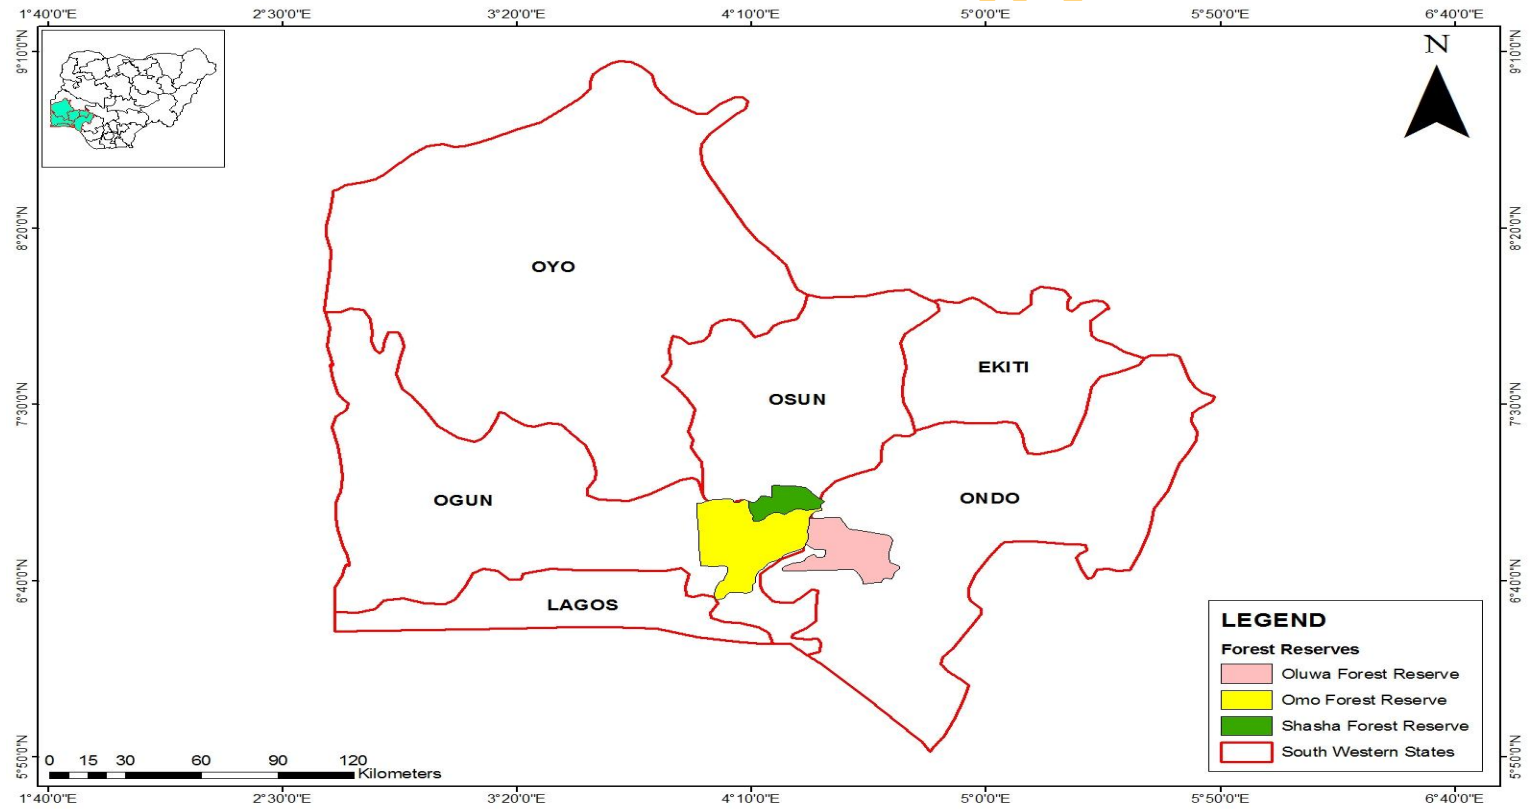 1°40'0"E 2°30'0"E 3°20'0"E 4°10'0"E 5°0'0"E 5°50'0"E 6°40'0"E
9°10'0"N 9°10'0"N
N
8°20'0"N 8°20'0"N
OYO
EKITI
OSUN
7°30'0"N 7°30'0"N
OGUN
ONDO
6°40'0"N 6°40'0"N
LAGOS
LEGEND
Forest Reserves
Oluwa Forest Reserve
Omo Forest Reserve
Shasha Forest Reserve
South Western States
5°50'0"N 5°50'0"N
0 15 30 60 90 120
Kilometers
1°40'0"E 2°30'0"E 3°20'0"E 4°10'0"E 5°0'0"E 5°50'0"E 6°40'0"E